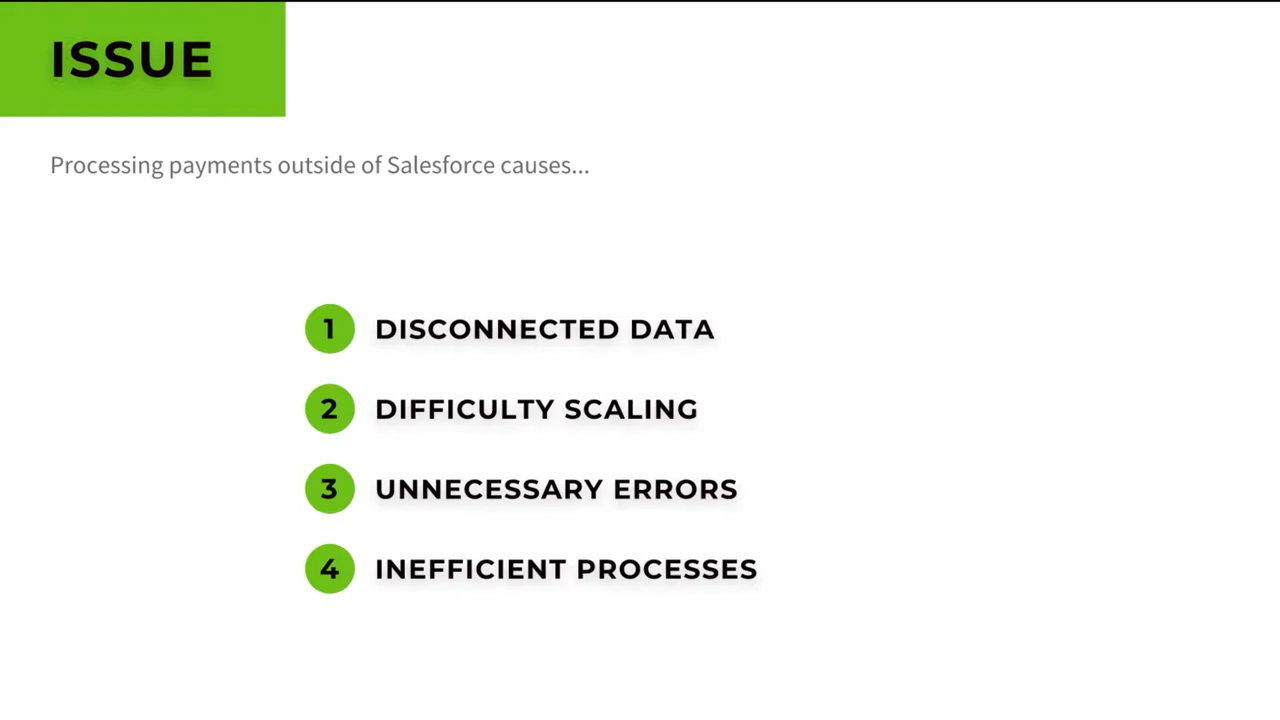 ISSUE
Processing payments outside of Salesforce causes...
1 DISCONNECTED DATA
2 DIFFICULTY SCALING
3 UNNECESSARY ERRORS
4 INEFFICIENT PROCESSES